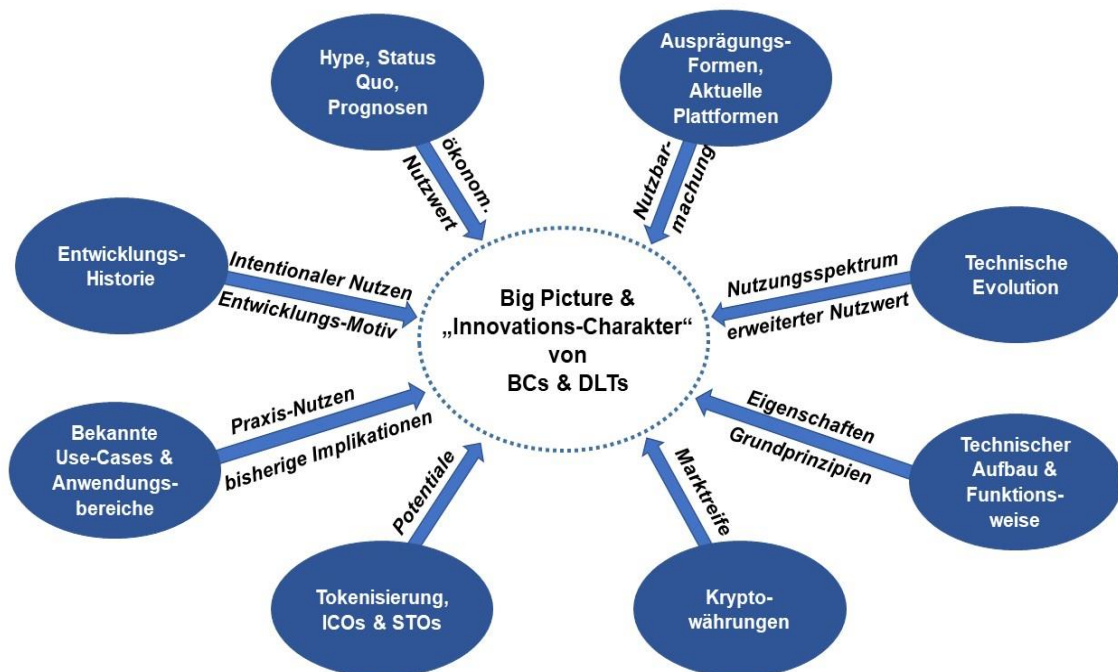 Hype, Status
Quo,
Prognosen
Ausprägungs-
Formen,
Aktuelle
Plattformen
ökonom.
Nutzwert
Nutzbar-
machung
Entwicklungs-
Historie
Intentionaler Nutzen
Entwicklungs-Motiv
Nutzungsspektrum
erweiterter Nutzwert
Technische
Evolution
Big Picture &
„Innovations-Charakter“
von
BCs & DLTs
Bekannte
Use-Cases &
Anwendungs-
bereiche
Praxis-Nutzen
bisherige Implikationen
Eigenschaften
Grundprinzipien
Technischer
Aufbau &
Funktions-
weise
Potentiale
Marktreife
Tokenisierung,
ICOs & STOs
Krypto-
währungen